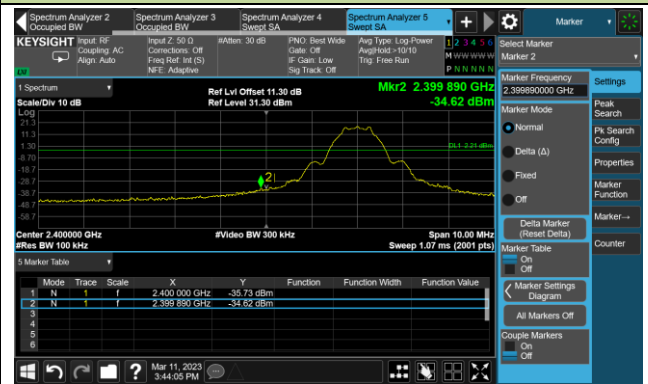 Spectrum Analyzer 2
Occupied BW
Spectrum Analyzer 3
Occupied BW
Spectrum Analyzer 4
Swept SA
Spectrum Analyzer 5
Swept SA
Marker
KEYSIGHT
Input: RF
Coupling: AC
Align: Auto
Input Z: 50 Ω
Corrections: Off
Freq Ref: Int (S)
NFE: Adaptive
#Atten: 30 dB
PNO: Best Wide
Gate: Off
IF Gain: Low
Sig Track: Off
Avg Type: Log-Power
Avg|Hold >10/10
Trig: Free Run
1 2 3 4 5 6
M W W W W W
P N N N N N
Select Marker
Marker 2
1 Spectrum
Scale/Div 10 dB
Log
Ref Lvl Offset 11.30 dB
Ref Level 31.30 dBm
Mkr2 2.399 890 GHz
-34.62 dBm
21.3
11.3
1.30
-8.70
-18.7
-28.7
-38.7
-48.7
-58.7
DL1 2.21 dBm
2
Center 2.400000 GHz
#Res BW 100 kHz
#Video BW 300 kHz
Span 10.00 MHz
Sweep 1.07 ms (2001 pts)
5 Marker Table
Mode Trace Scale X Y Function Function Width Function Value
1 N 1 f 2.400 000 GHz -35.73 dBm
2 N 1 f 2.399 890 GHz -34.62 dBm
3
4
5
6
Marker Frequency
2.399890000 GHz
Marker Mode
Normal
Delta (Δ)
Fixed
Off
Delta Marker
(Reset Delta)
Marker Table
On
Off
Marker Settings
Diagram
All Markers Off
Couple Markers
On
Off
Settings
Peak
Search
Pk Search
Config
Properties
Marker
Function
Marker→
Counter
Mar 11, 2023
3:44:05 PM